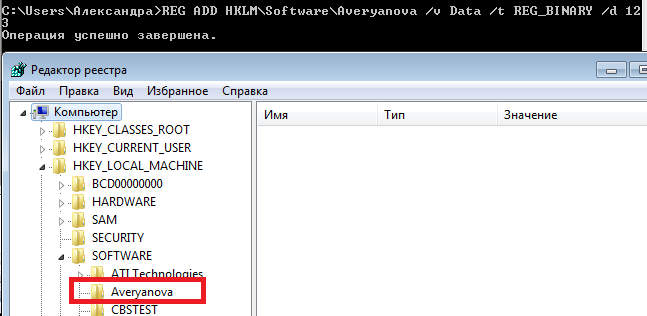 C:\Users\Александра>REG ADD HKLM\Software\Averyanova /v Data /t REG_BINARY /d 12
3
Операция успешно завершена.
Редактор реестра
Файл Правка Вид Избранное Справка
Компьютер
HKEY_CLASSES_ROOT
HKEY_CURRENT_USER
HKEY_LOCAL_MACHINE
BCD00000000
HARDWARE
SAM
SECURITY
SOFTWARE
ATI Technologies
Averyanova
CBSTEST
Имя Тип Значение